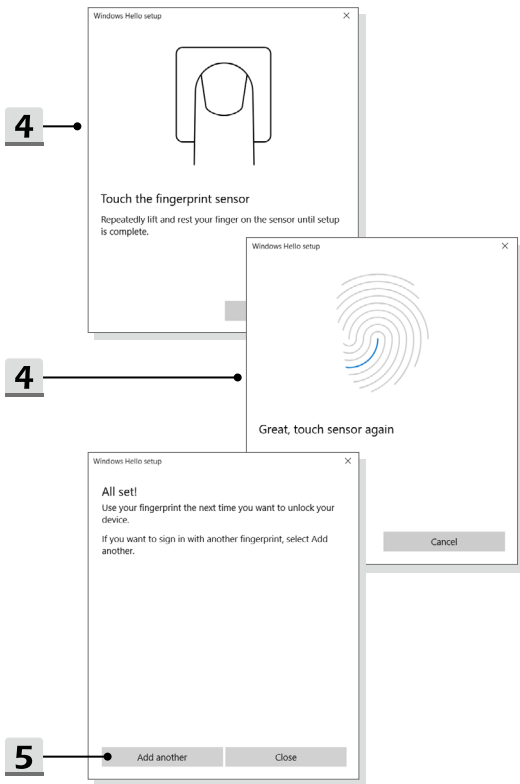 Windows Hello setup
4
Touch the fingerprint sensor
Repeatedly lift and rest your finger on the sensor until setup
is complete.
Windows Hello setup
4
Great, touch sensor again
Cancel
Windows Hello setup
All set!
Use your fingerprint the next time you want to unlock your
device.
If you want to sign in with another fingerprint, select Add
another.
5
Add another
Close